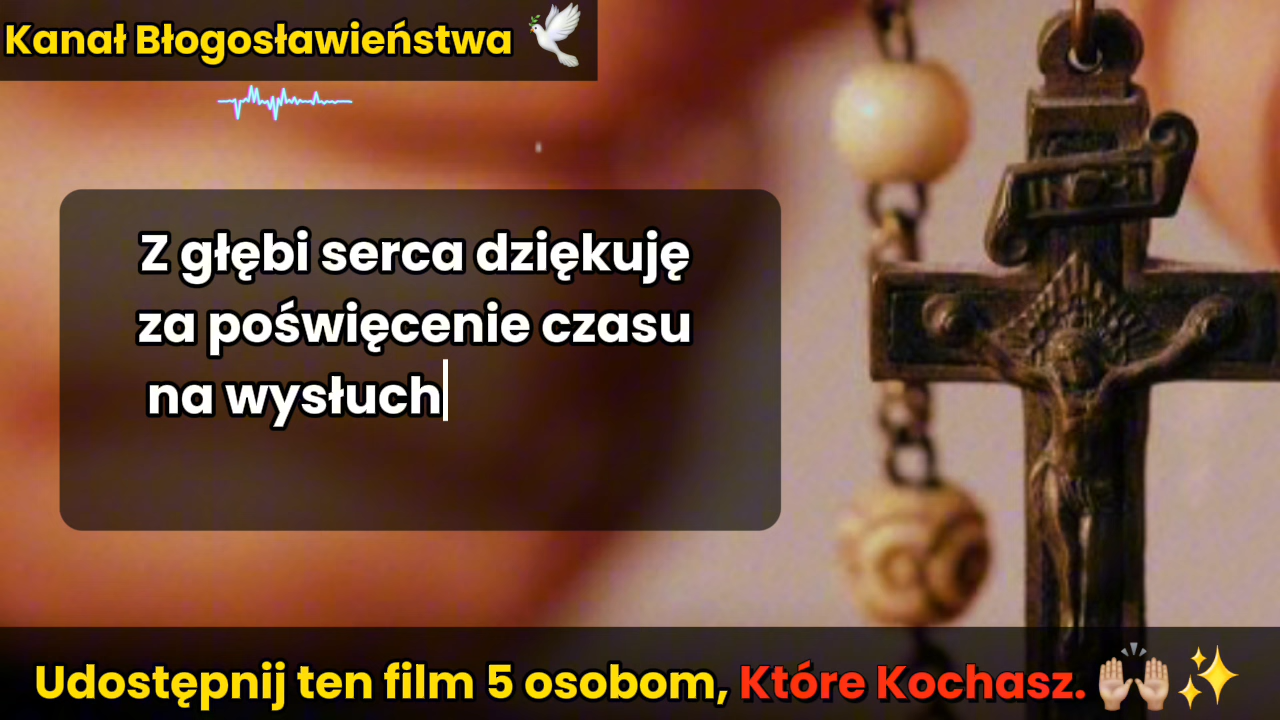 Kanał Błogosławieństwa 🕊️
Z głębi serca dziękuję
za poświęcenie czasu
na wysłuch
Udostępnij ten film 5 osobom, Które Kochasz. 🙌🏼✨